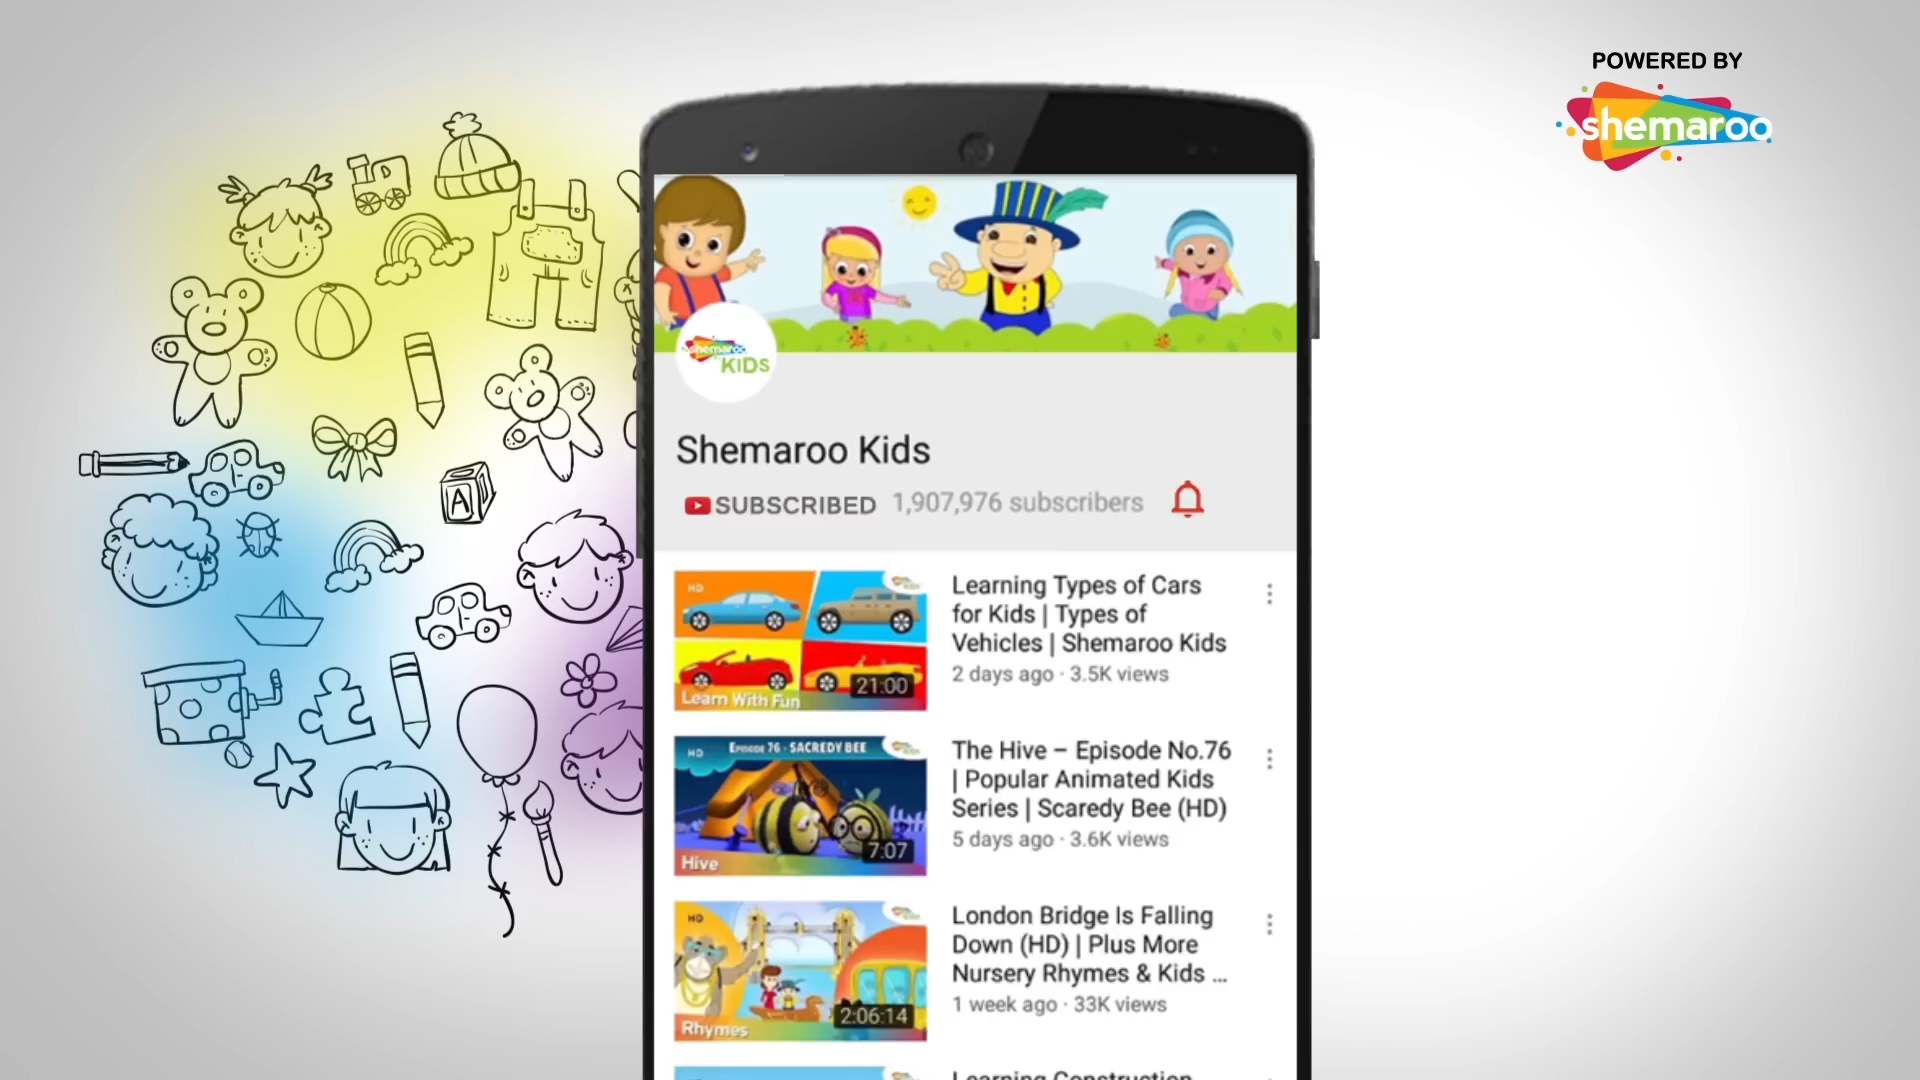 POWERED BY
shemaroo
shemaroo
KIDS
Shemaroo Kids
SUBSCRIBED 1,907,976 subscribers
HD
Learn With Fun
21:00
Learning Types of Cars
for Kids | Types of
Vehicles | Shemaroo Kids
2 days ago · 3.5K views
HD
EPISODE 76 - SACREDY BEE
Hive
7:07
The Hive – Episode No.76
| Popular Animated Kids
Series | Scaredy Bee (HD)
5 days ago · 3.6K views
HD
Rhymes
2:06:14
London Bridge Is Falling
Down (HD) | Plus More
Nursery Rhymes & Kids ...
1 week ago · 33K views
Learning Construction
A
D